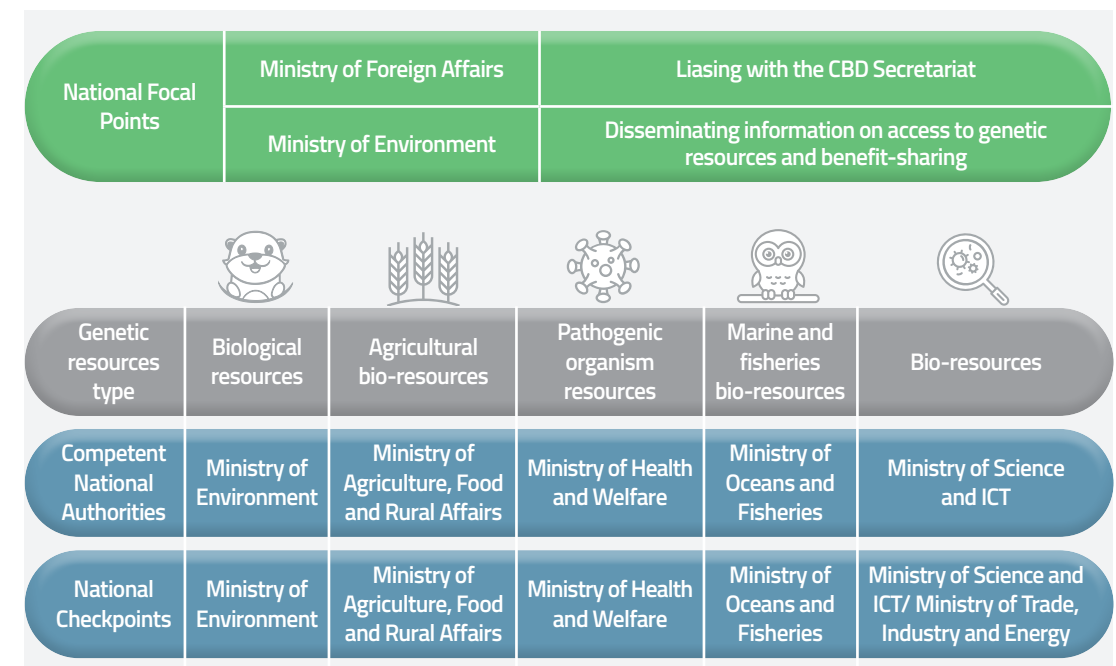 National Focal
Points
Ministry of Foreign Affairs
Liasing with the CBD Secretariat
Ministry of Environment
Disseminating information on access to genetic
resources and benefit-sharing
Genetic
resources
type
Biological
resources
Agricultural
bio-resources
Pathogenic
organism
resources
Marine and
fisheries
bio-resources
Bio-resources
Competent
National
Authorities
Ministry of
Environment
Ministry of
Agriculture, Food
and Rural Affairs
Ministry of Health
and Welfare
Ministry of
Oceans and
Fisheries
Ministry of Science
and ICT
National
Checkpoints
Ministry of
Environment
Ministry of
Agriculture, Food
and Rural Affairs
Ministry of Health
and Welfare
Ministry of
Oceans and
Fisheries
Ministry of Science and
ICT/ Ministry of Trade,
Industry and Energy